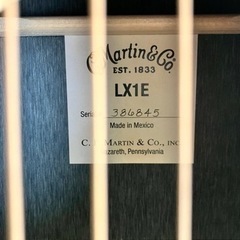 Martin & Co.
EST. 1833
LX1E
Serial 386845
Made in Mexico
C. Martin & Co., INC.
Nazareth, Pennsylvania